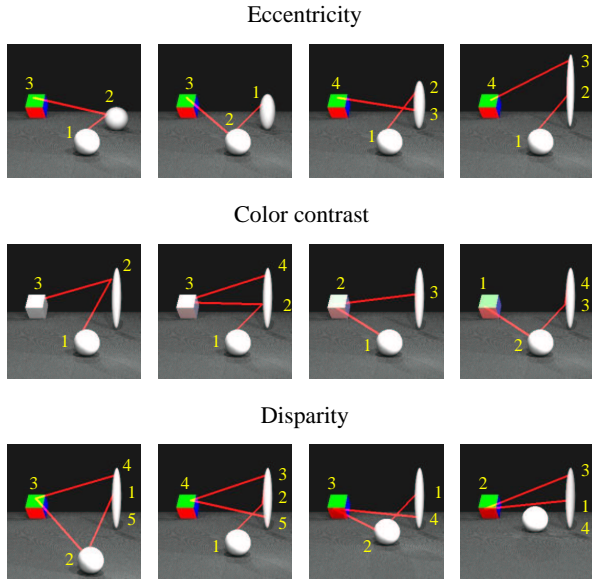 Eccentricity
3 2 1
3 1 2
4 2 3 1
4 3 2 1
Color contrast
3 2 1
3 4 2 1
2 3 1
1 4 3 2
Disparity
3 4 1 5 2
4 3 2 5 1
3 1 4 2
2 3 1 4